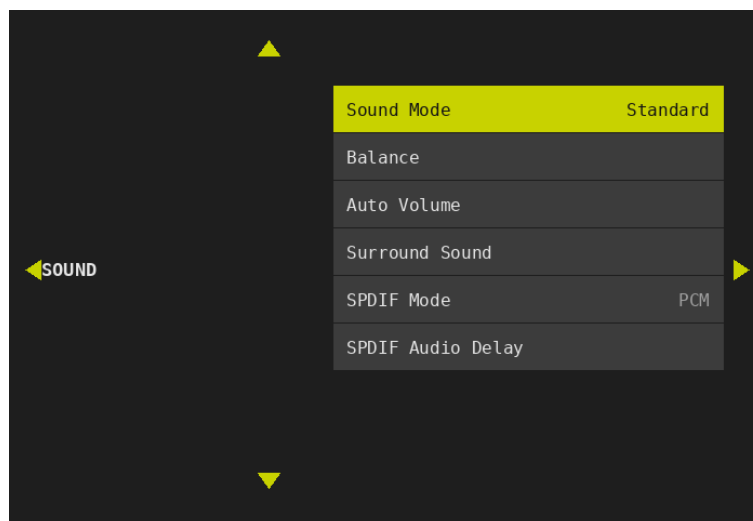 SOUND
Sound Mode Standard
Balance
Auto Volume
Surround Sound
SPDIF Mode PCM
SPDIF Audio Delay